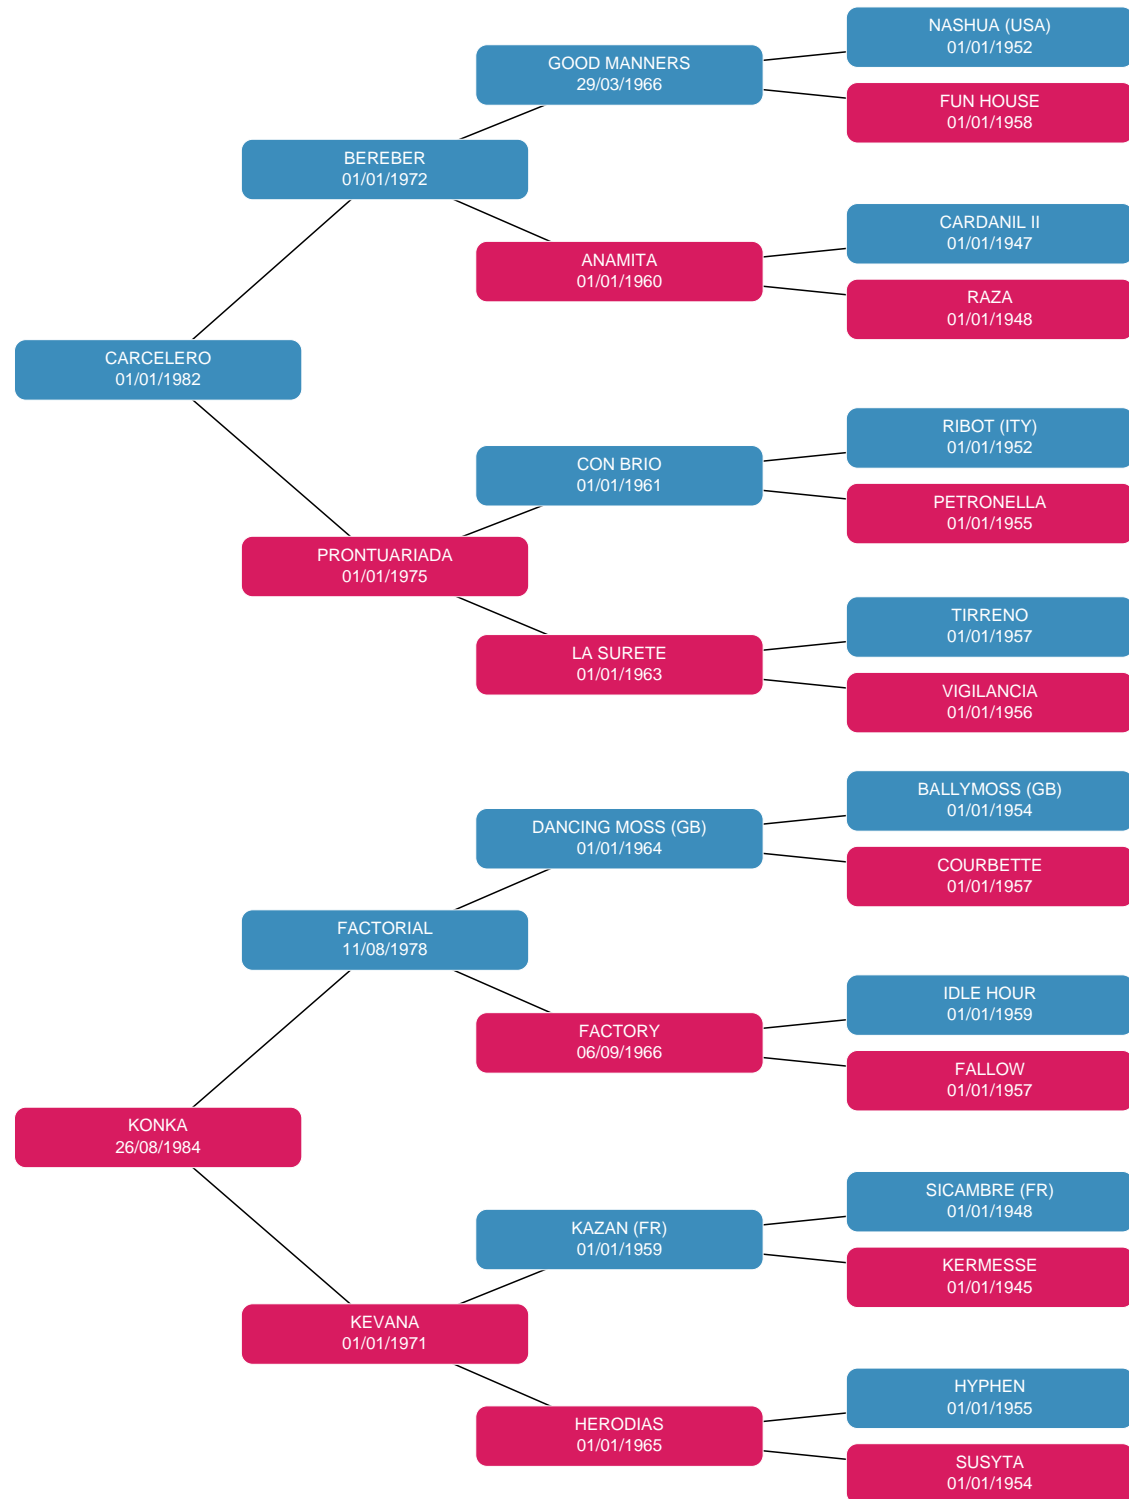 NASHUA (USA)
01/01/1952
GOOD MANNERS
29/03/1966
FUN HOUSE
01/01/1958
BEREBER
01/01/1972
CARDANIL II
01/01/1947
ANAMITA
01/01/1960
RAZA
01/01/1948
CARCELERO
01/01/1982
RIBOT (ITY)
01/01/1952
CON BRIO
01/01/1961
PETRONELLA
01/01/1955
PRONTUARIADA
01/01/1975
TIRRENO
01/01/1957
LA SURETE
01/01/1963
VIGILANCIA
01/01/1956
BALLYMOSS (GB)
01/01/1954
DANCING MOSS (GB)
01/01/1964
COURBETTE
01/01/1957
FACTORIAL
11/08/1978
IDLE HOUR
01/01/1959
FACTORY
06/09/1966
FALLOW
01/01/1957
KONKA
26/08/1984
SICAMBRE (FR)
01/01/1948
KAZAN (FR)
01/01/1959
KERMESSE
01/01/1945
KEVANA
01/01/1971
HYPHEN
01/01/1955
HERODIAS
01/01/1965
SUSYTA
01/01/1954